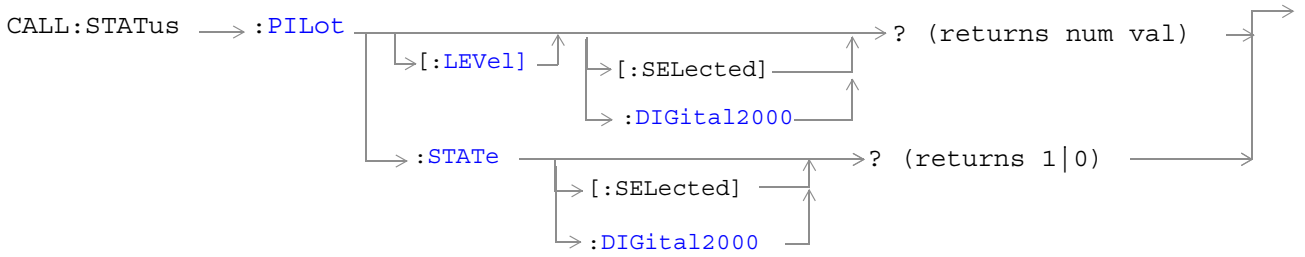 CALL:STATus :PILot ? (returns num val)
[:LEVel] [:SELected]
:DIGital2000
:STATe ? (returns 1|0)
[:SELected]
:DIGital2000